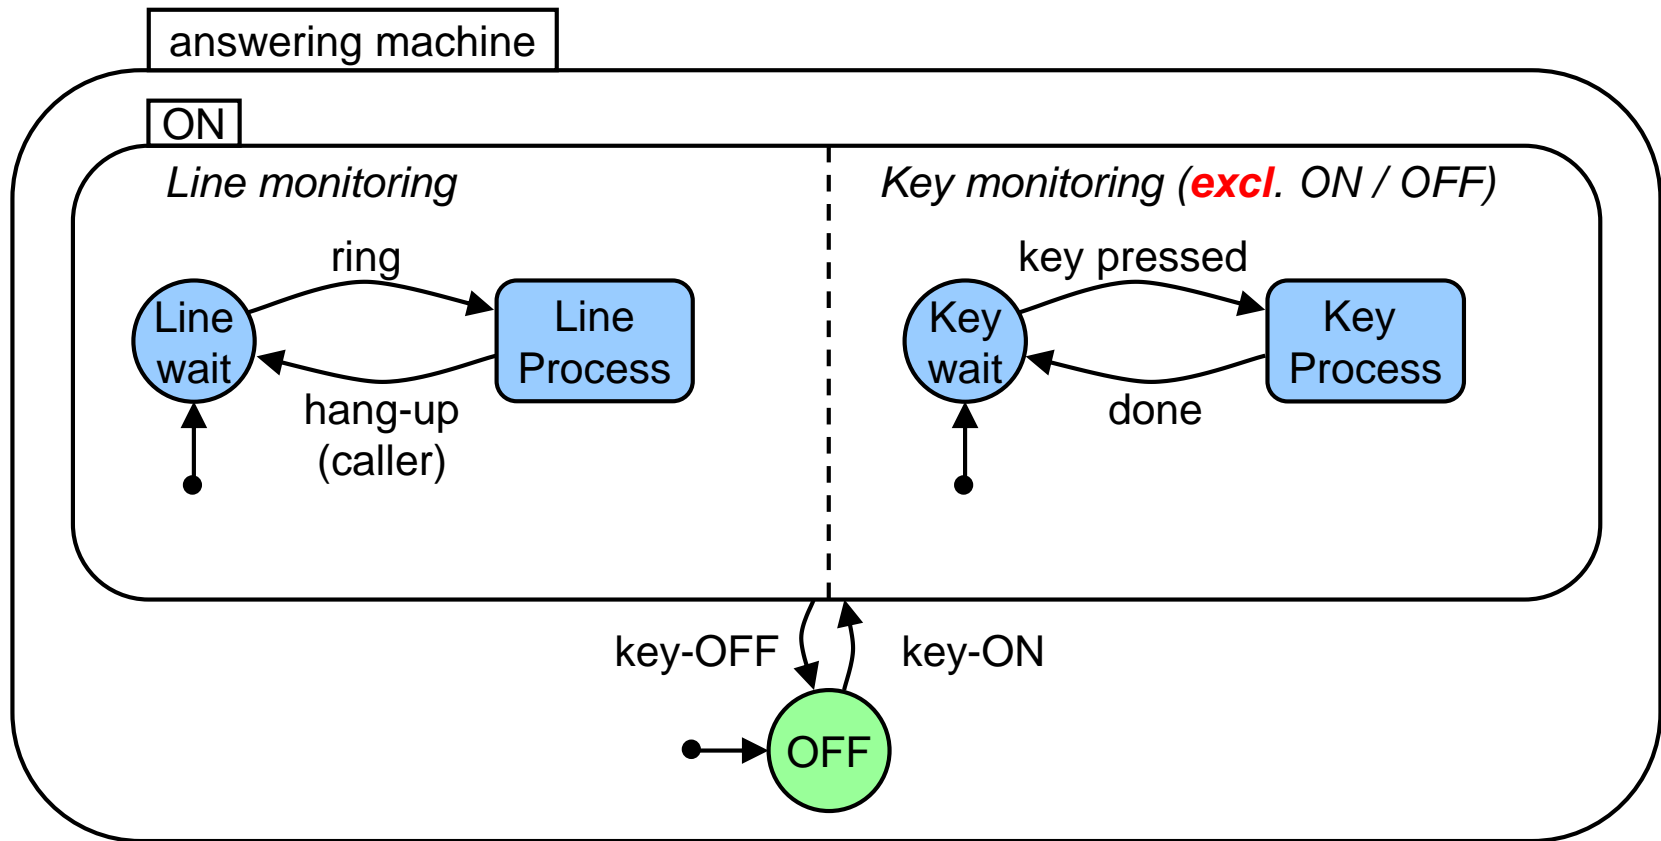 answering machine
ON
Line monitoring
Key monitoring (excl. ON / OFF)
ring
key pressed
Line
wait
Line
Process
Key
wait
Key
Process
hang-up
(caller)
done
key-OFF
key-ON
OFF